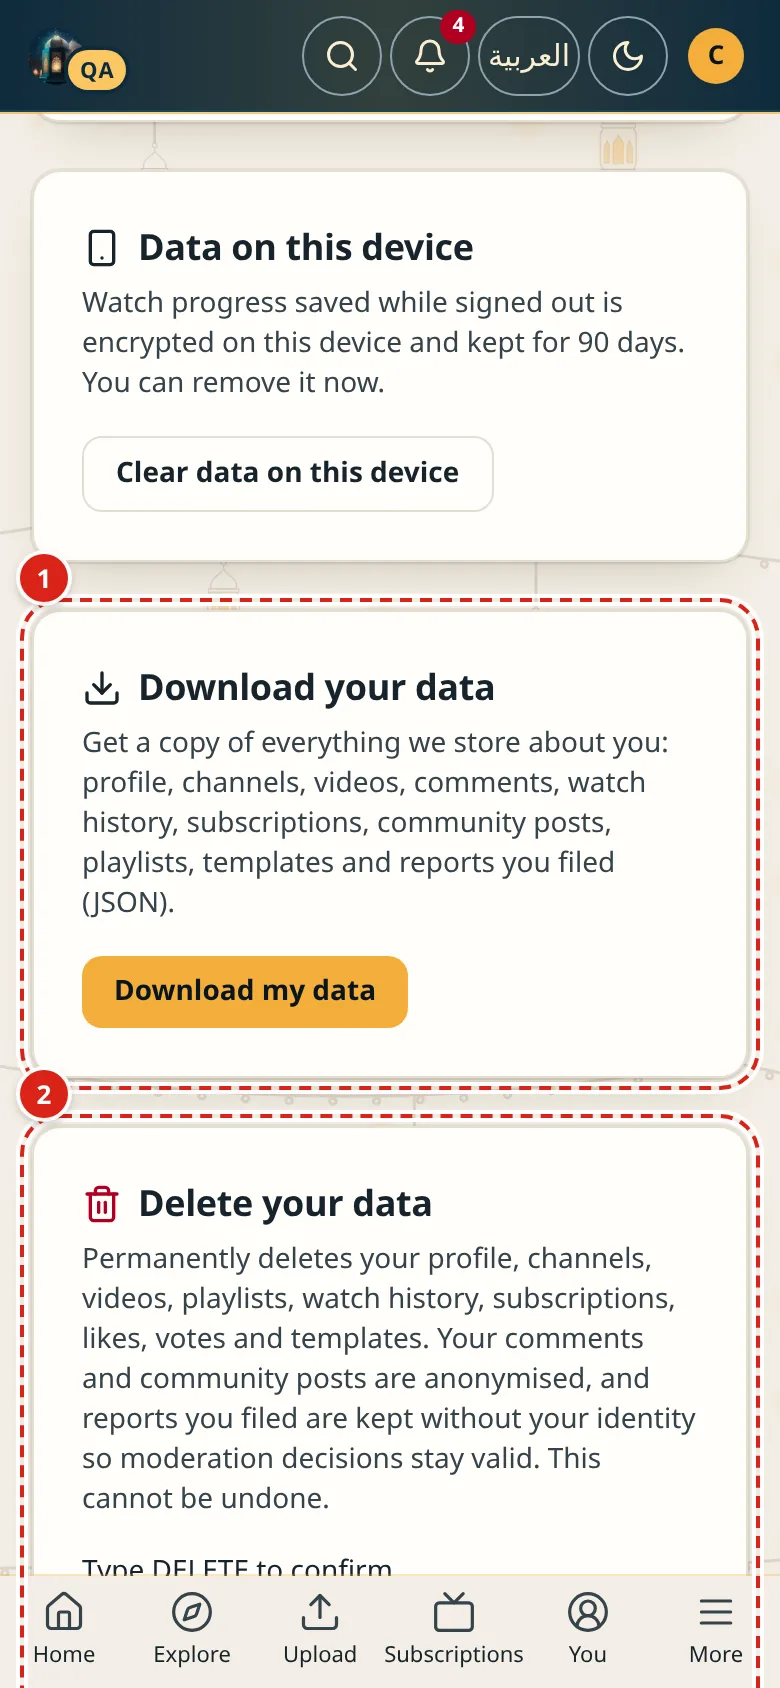 QA
4
العربية
C
Data on this device
Watch progress saved while signed out is
encrypted on this device and kept for 90 days.
You can remove it now.
Clear data on this device
1
Download your data
Get a copy of everything we store about you:
profile, channels, videos, comments, watch
history, subscriptions, community posts,
playlists, templates and reports you filed
(JSON).
Download my data
2
Delete your data
Permanently deletes your profile, channels,
videos, playlists, watch history, subscriptions,
likes, votes and templates. Your comments
and community posts are anonymised, and
reports you filed are kept without your identity
so moderation decisions stay valid. This
cannot be undone.
Type DELETE to confirm
Home
Explore
Upload
Subscriptions
You
More